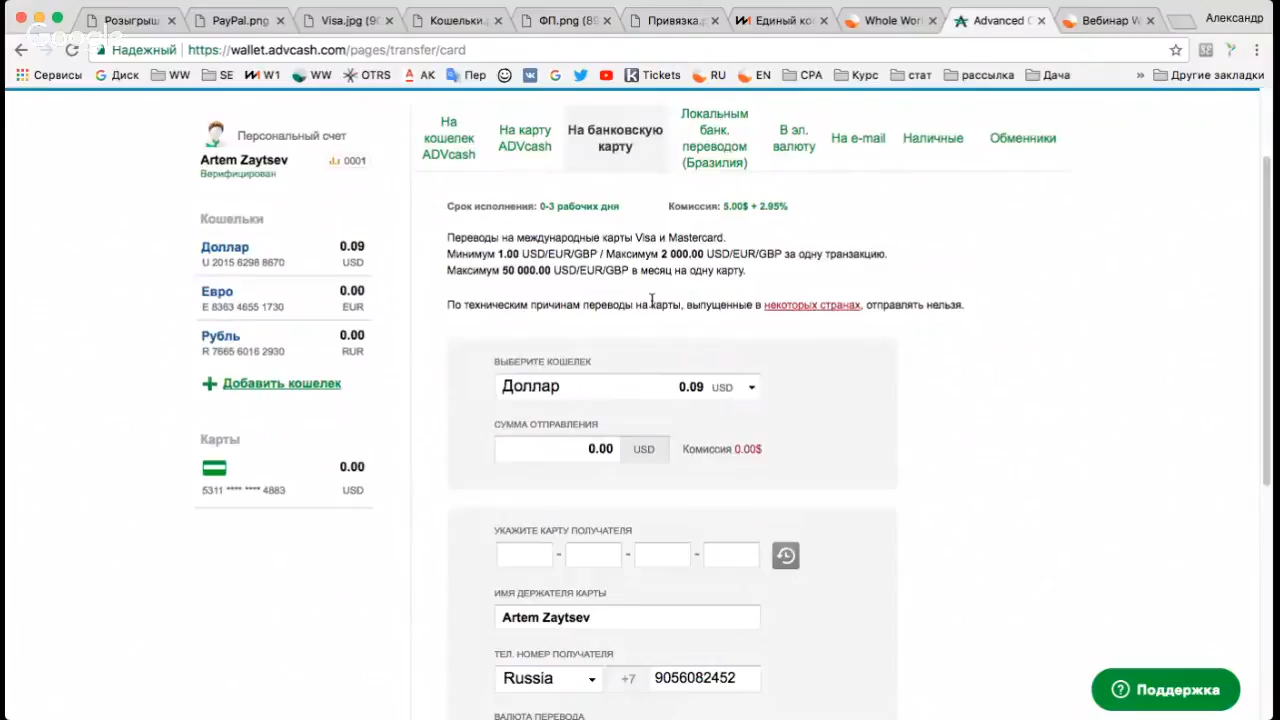 Розыгрыш
PayPal.png
Visa.jpg (9
Кошельки.
ФП.png (89
Привязка.
Единый ко
Whole Wor
Advanced C
Вебинар W
Александр
Google
Надежный
https://wallet.advcash.com/pages/transfer/card
Сервисы
Диск
WW
SE
W1
WW
OTRS
АК
Пер
Tickets
RU
EN
CPA
Курс
стат
рассылка
Дача
»
Другие закладки
Персональный счет
Artem Zaytsev
0001
Верифицирован
Кошельки
Доллар 0.09
U 2015 6298 8670 USD
Евро 0.00
E 8363 4655 1730 EUR
Рубль 0.00
R 7665 6016 2930 RUR
Добавить кошелек
Карты
0.00
5311 **** **** 4883 USD
На
кошелек
ADVcash
На карту
ADVcash
На банковскую
карту
Локальным
банк.
переводом
(Бразилия)
В эл.
валюту
На e-mail
Наличные
Обменники
Срок исполнения: 0-3 рабочих дня
Комиссия: 5.00$ + 2.95%
Переводы на международные карты Visa и Mastercard.
Минимум 1.00 USD/EUR/GBP / Максимум 2 000.00 USD/EUR/GBP за одну транзакцию.
Максимум 50 000.00 USD/EUR/GBP в месяц на одну карту.
По техническим причинам переводы на карты, выпущенные в некоторых странах, отправлять нельзя.
ВЫБЕРИТЕ КОШЕЛЕК
Доллар 0.09 USD
СУММА ОТПРАВЛЕНИЯ
0.00 USD Комиссия 0.00$
УКАЖИТЕ КАРТУ ПОЛУЧАТЕЛЯ
- - -
ИМЯ ДЕРЖАТЕЛЯ КАРТЫ
Artem Zaytsev
ТЕЛ. НОМЕР ПОЛУЧАТЕЛЯ
Russia +7 9056082452
ВАЛЮТА ПЕРЕВОДА
Поддержка